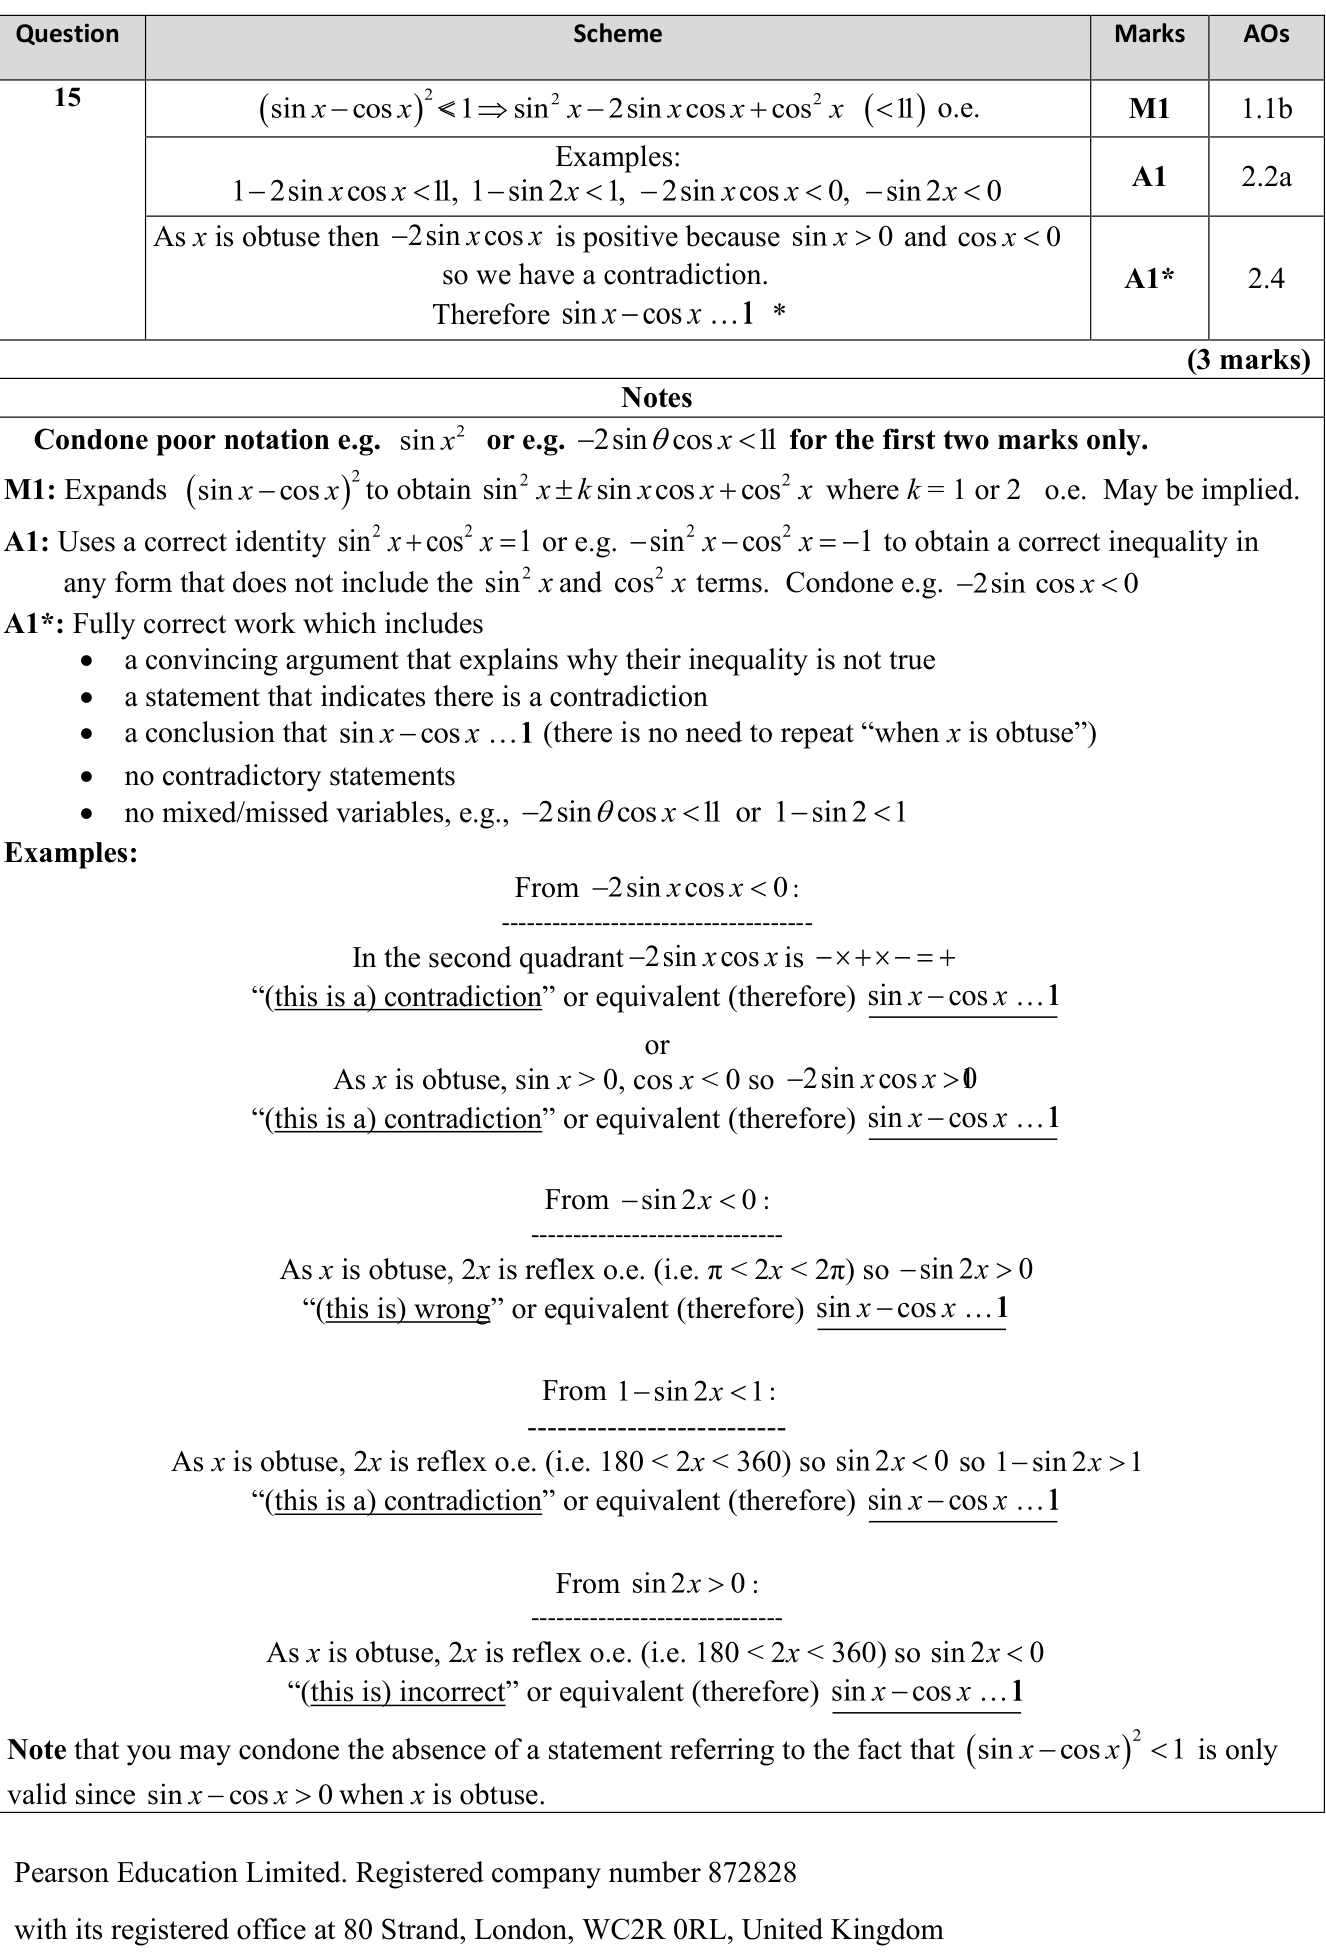 Question Scheme Marks AOs
15 (sin x − cos x)² ⩽ 1 ⇒ sin² x − 2 sin x cos x + cos² x (< 11) o.e. M1 1.1b
Examples:
1 − 2 sin x cos x < 11, 1 − sin 2x < 1, −2 sin x cos x < 0, −sin 2x < 0 A1 2.2a
As x is obtuse then −2 sin x cos x is positive because sin x > 0 and cos x < 0
so we have a contradiction.
Therefore sin x − cos x …1 * A1* 2.4
(3 marks)
Notes
Condone poor notation e.g. sin x² or e.g. −2 sin θ cos x < 11 for the first two marks only.
M1: Expands (sin x − cos x)² to obtain sin² x ± k sin x cos x + cos² x where k = 1 or 2 o.e. May be implied.
A1: Uses a correct identity sin² x + cos² x = 1 or e.g. −sin² x − cos² x = −1 to obtain a correct inequality in
any form that does not include the sin² x and cos² x terms. Condone e.g. −2 sin cos x < 0
A1*: Fully correct work which includes
• a convincing argument that explains why their inequality is not true
• a statement that indicates there is a contradiction
• a conclusion that sin x − cos x …1 (there is no need to repeat “when x is obtuse”)
• no contradictory statements
• no mixed/missed variables, e.g., −2 sin θ cos x < 11 or 1 − sin 2 < 1
Examples:
From −2 sin x cos x < 0 :
-------------------------------------
In the second quadrant −2 sin x cos x is − × + × − = +
“(this is a) contradiction” or equivalent (therefore) sin x − cos x …1
or
As x is obtuse, sin x > 0, cos x < 0 so −2 sin x cos x > 0
“(this is a) contradiction” or equivalent (therefore) sin x − cos x …1
From −sin 2x < 0 :
------------------------------
As x is obtuse, 2x is reflex o.e. (i.e. π < 2x < 2π) so −sin 2x > 0
“(this is) wrong” or equivalent (therefore) sin x − cos x …1
From 1 − sin 2x < 1 :
--------------------------
As x is obtuse, 2x is reflex o.e. (i.e. 180 < 2x < 360) so sin 2x < 0 so 1 − sin 2x > 1
“(this is a) contradiction” or equivalent (therefore) sin x − cos x …1
From sin 2x > 0 :
------------------------------
As x is obtuse, 2x is reflex o.e. (i.e. 180 < 2x < 360) so sin 2x < 0
“(this is) incorrect” or equivalent (therefore) sin x − cos x …1
Note that you may condone the absence of a statement referring to the fact that (sin x − cos x)² < 1 is only
valid since sin x − cos x > 0 when x is obtuse.
Pearson Education Limited. Registered company number 872828
with its registered office at 80 Strand, London, WC2R 0RL, United Kingdom